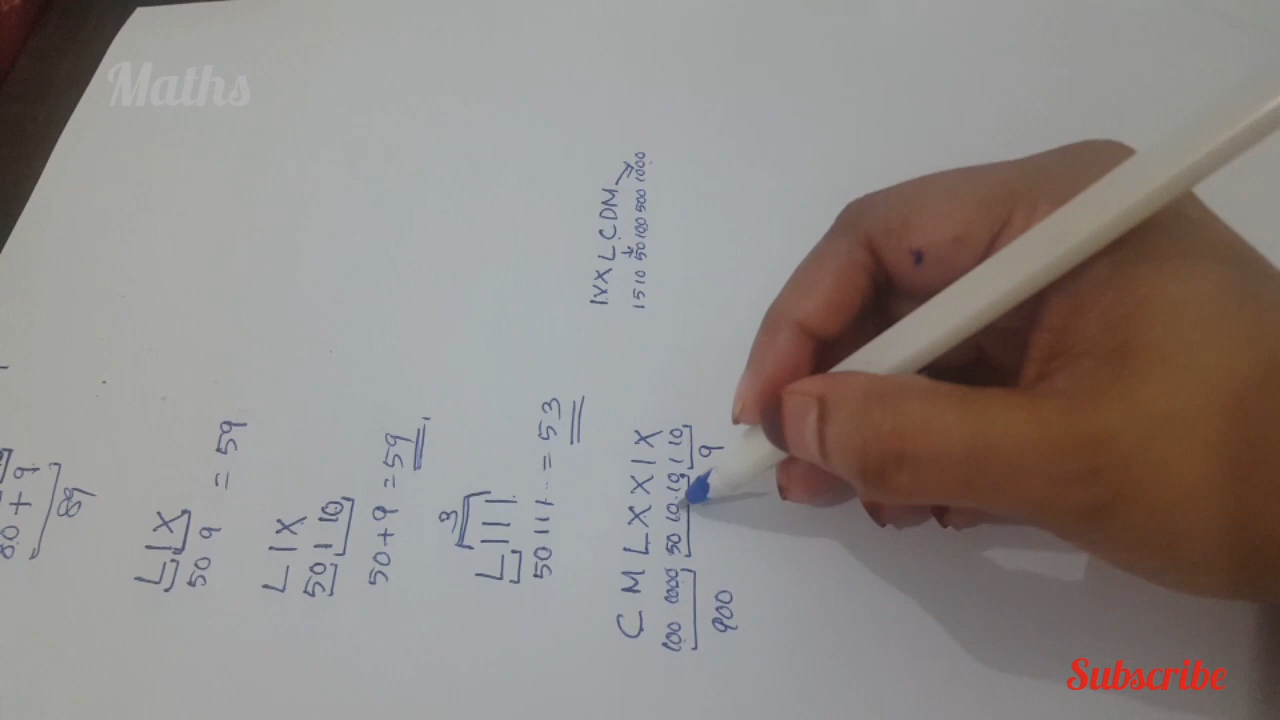 Maths
80 + 9
89
L I X
50 9 = 59
L I X
50 1 10
50 + 9 = 59
3
L I I I
50 1 1 1 = 53
I V X L C D M
1 5 10 50 100 500 1000
C M L X X I X
100 1000 50 10 10 1 10
900 9
Subscribe